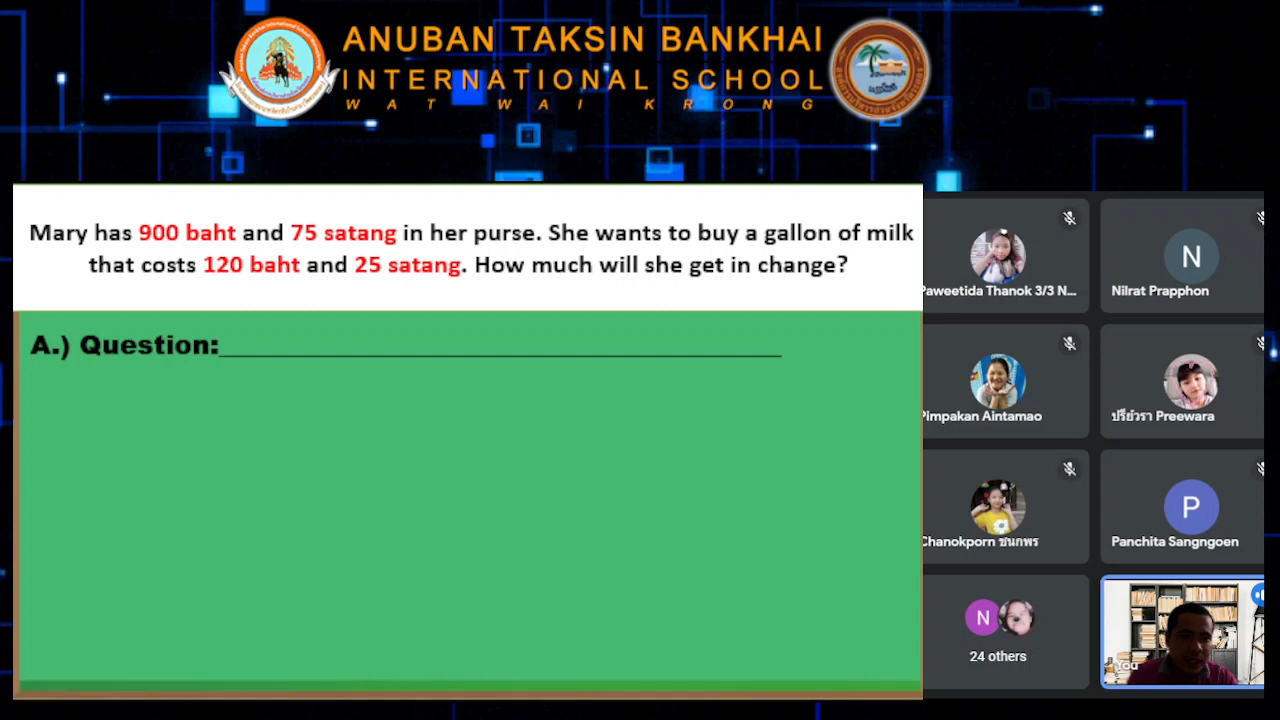 ANUBAN TAKSIN BANKHAI
INTERNATIONAL SCHOOL
WAT WAI KRONG
Mary has 900 baht and 75 satang in her purse. She wants to buy a gallon of milk
that costs 120 baht and 25 satang. How much will she get in change?
A.) Question:
Paweetida Thanok 3/3 N...
N
Nilrat Prapphon
Pimpakan Aintamao
ปรีย์วรา Preewara
Chanokporn ชนกพร
P
Panchita Sangngoen
N
24 others
You